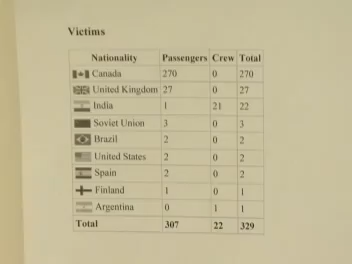 Victims
Nationality Passengers Crew Total
Canada 270 0 270
United Kingdom 27 0 27
India 1 21 22
Soviet Union 3 0 3
Brazil 2 0 2
United States 2 0 2
Spain 2 0 2
Finland 1 0 1
Argentina 0 1 1
Total 307 22 329